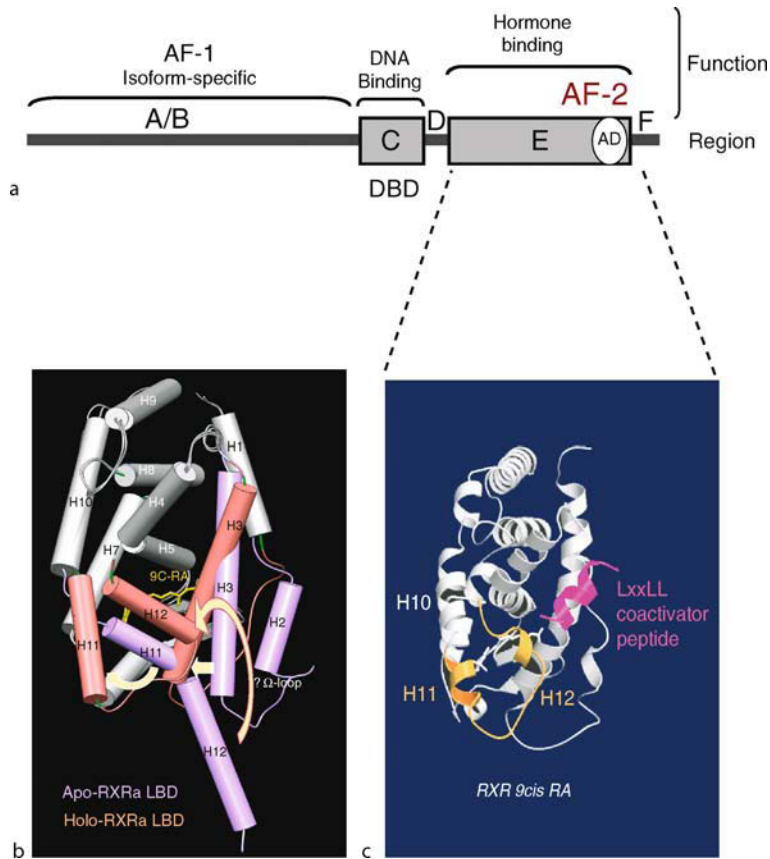 AF-1
Isoform-specific
DNA
Binding
Hormone
binding
Function
A/B
D
AF-2
F
C
E
AD
Region
DBD
a
H9
H1
H8
H10
H4
H3
H7
H5
9C-RA
H3
H12
H2
H11
H11
? Ω-loop
H12
Apo-RXRa LBD
Holo-RXRa LBD
b
H10
LxxLL
coactivator
peptide
H11
H12
RXR 9cis RA
c